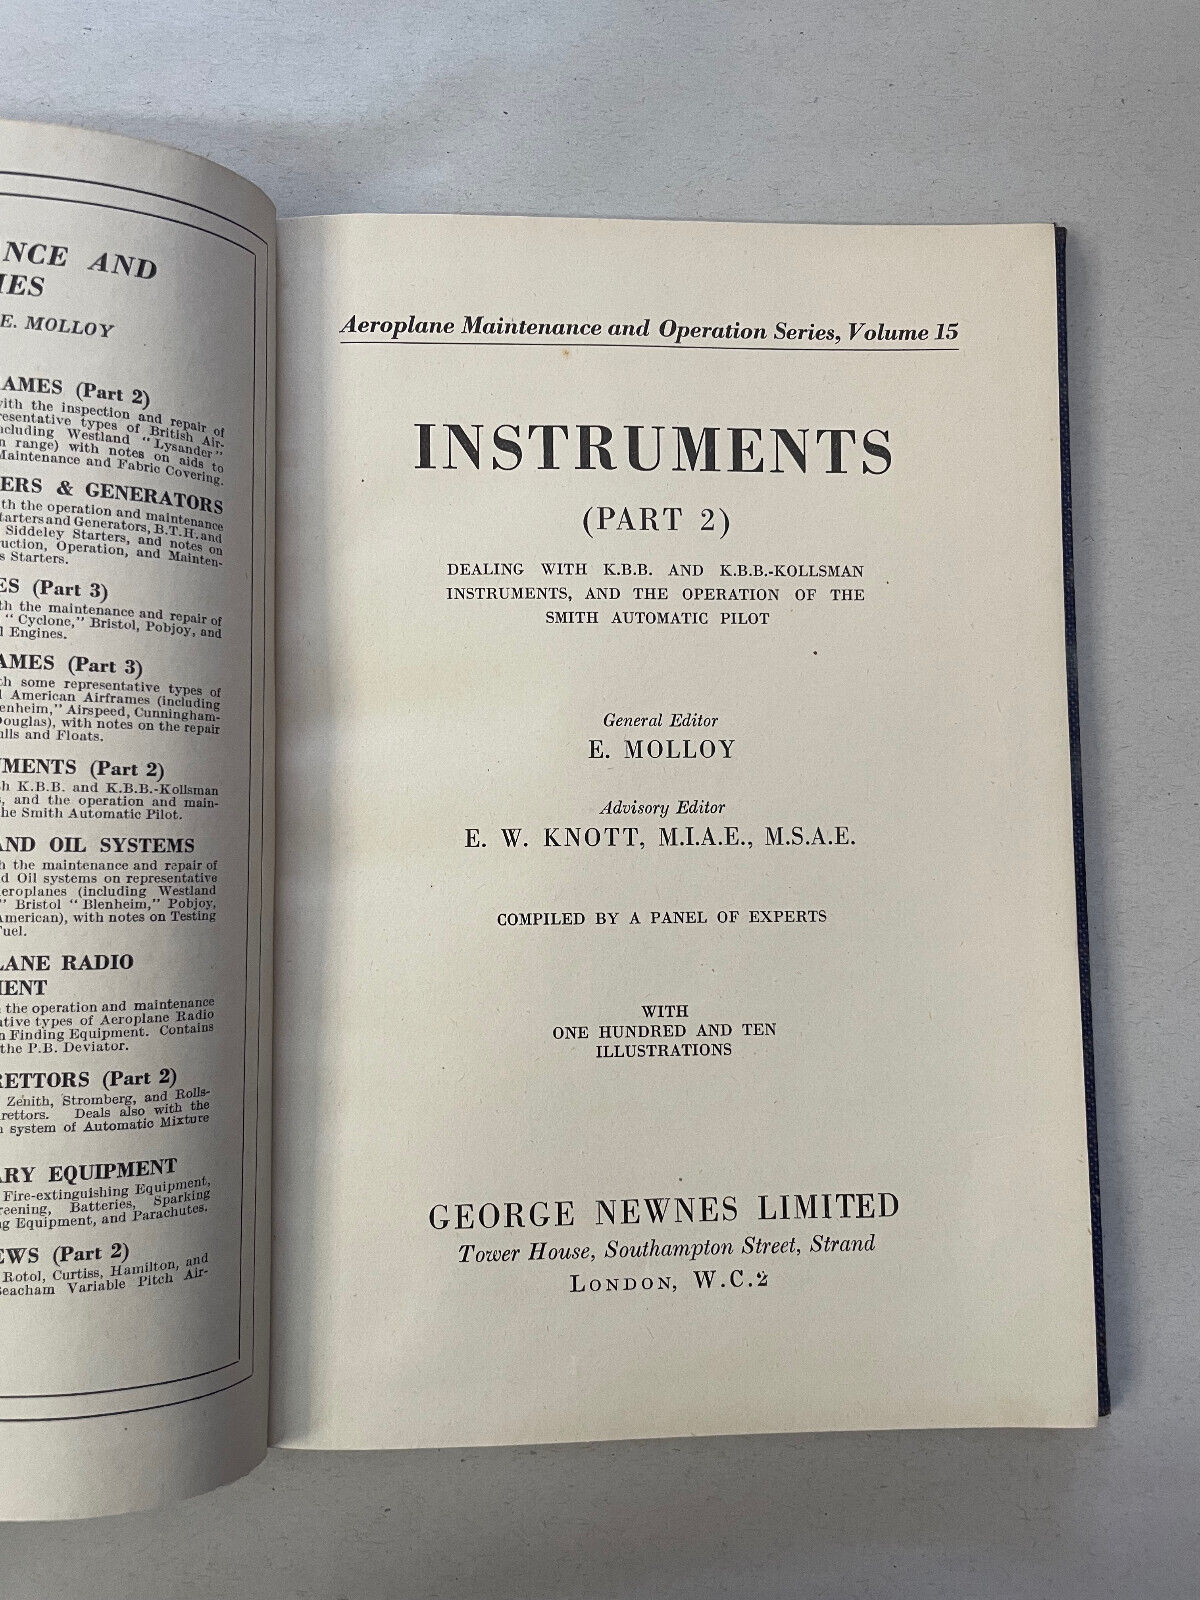 NCE AND
IES
E. MOLLOY
AMES (Part 2)
with the inspection and repair of
resentative types of British Air-
ncluding Westland "Lysander"
n range) with notes on aids to
Maintenance and Fabric Covering.
ERS & GENERATORS
th the operation and maintenance
tarters and Generators, B.T.H. and
Siddeley Starters, and notes on
uction, Operation, and Mainten-
s Starters.
ES (Part 3)
th the maintenance and repair of
"Cyclone," Bristol, Pobjoy, and
l Engines.
AMES (Part 3)
th some representative types of
l American Airframes (including
enheim," Airspeed, Cunningham-
Douglas), with notes on the repair
ulls and Floats.
UMENTS (Part 2)
h K.B.B. and K.B.B.-Kollsman
s, and the operation and main-
he Smith Automatic Pilot.
AND OIL SYSTEMS
h the maintenance and repair of
d Oil systems on representative
eroplanes (including Westland
" Bristol "Blenheim," Pobjoy,
American), with notes on Testing
Fuel.
LANE RADIO
MENT
the operation and maintenance
ative types of Aeroplane Radio
n Finding Equipment. Contains
the P.B. Deviator.
RETTORS (Part 2)
Zenith, Stromberg, and Rolls-
rettors. Deals also with the
n system of Automatic Mixture
ARY EQUIPMENT
Fire-extinguishing Equipment,
reening, Batteries, Sparking
ng Equipment, and Parachutes.
EWS (Part 2)
Rotol, Curtiss, Hamilton, and
Beacham Variable Pitch Air-
Aeroplane Maintenance and Operation Series, Volume 15
INSTRUMENTS
(PART 2)
DEALING WITH K.B.B. AND K.B.B.-KOLLSMAN
INSTRUMENTS, AND THE OPERATION OF THE
SMITH AUTOMATIC PILOT
General Editor
E. MOLLOY
Advisory Editor
E. W. KNOTT, M.I.A.E., M.S.A.E.
COMPILED BY A PANEL OF EXPERTS
WITH
ONE HUNDRED AND TEN
ILLUSTRATIONS
GEORGE NEWNES LIMITED
Tower House, Southampton Street, Strand
LONDON, W.C.2